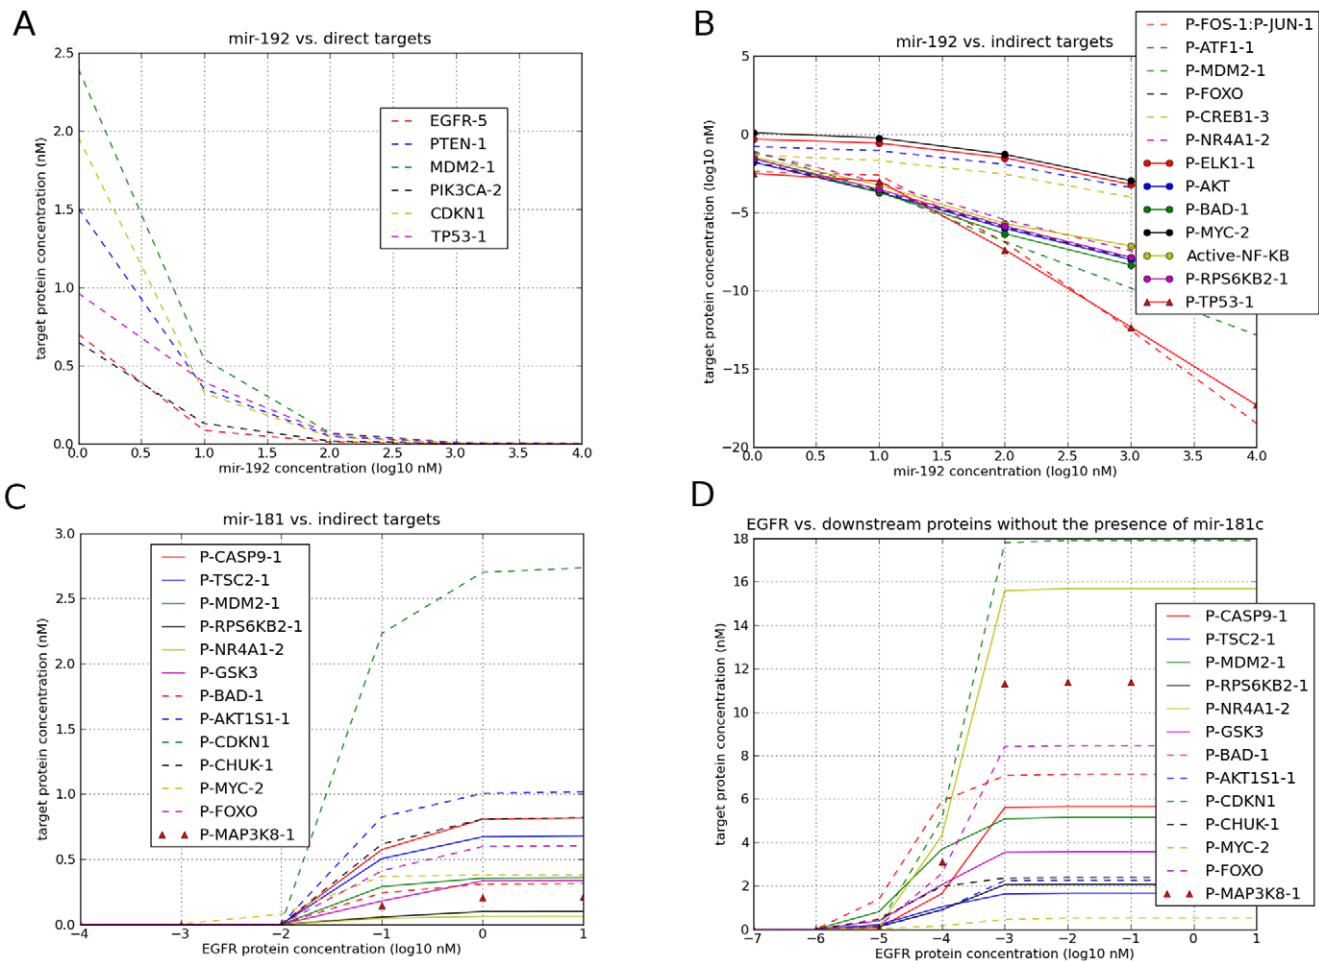 A
mir-192 vs. direct targets
target protein concentration (nM)
2.5
2.0
1.5
1.0
0.5
0.0
EGFR-5
PTEN-1
MDM2-1
PIK3CA-2
CDKN1
TP53-1
0.0 0.5 1.0 1.5 2.0 2.5 3.0 3.5 4.0
mir-192 concentration (log10 nM)
B
mir-192 vs. indirect targets
target protein concentration (log10 nM)
5
0
−5
−10
−15
−20
P-FOS-1:P-JUN-1
P-ATF1-1
P-MDM2-1
P-FOXO
P-CREB1-3
P-NR4A1-2
P-ELK1-1
P-AKT
P-BAD-1
P-MYC-2
Active-NF-KB
P-RPS6KB2-1
P-TP53-1
0.0 0.5 1.0 1.5 2.0 2.5 3.0 3.5 4.0
mir-192 concentration (log10 nM)
C
mir-181 vs. indirect targets
target protein concentration (nM)
3.0
2.5
2.0
1.5
1.0
0.5
0.0
P-CASP9-1
P-TSC2-1
P-MDM2-1
P-RPS6KB2-1
P-NR4A1-2
P-GSK3
P-BAD-1
P-AKT1S1-1
P-CDKN1
P-CHUK-1
P-MYC-2
P-FOXO
P-MAP3K8-1
−4 −3 −2 −1 0 1
EGFR protein concentration (log10 nM)
D
EGFR vs. downstream proteins without the presence of mir-181c
target protein concentration (nM)
18
16
14
12
10
8
6
4
2
0
P-CASP9-1
P-TSC2-1
P-MDM2-1
P-RPS6KB2-1
P-NR4A1-2
P-GSK3
P-BAD-1
P-AKT1S1-1
P-CDKN1
P-CHUK-1
P-MYC-2
P-FOXO
P-MAP3K8-1
−7 −6 −5 −4 −3 −2 −1 0 1
EGFR protein concentration (log10 nM)